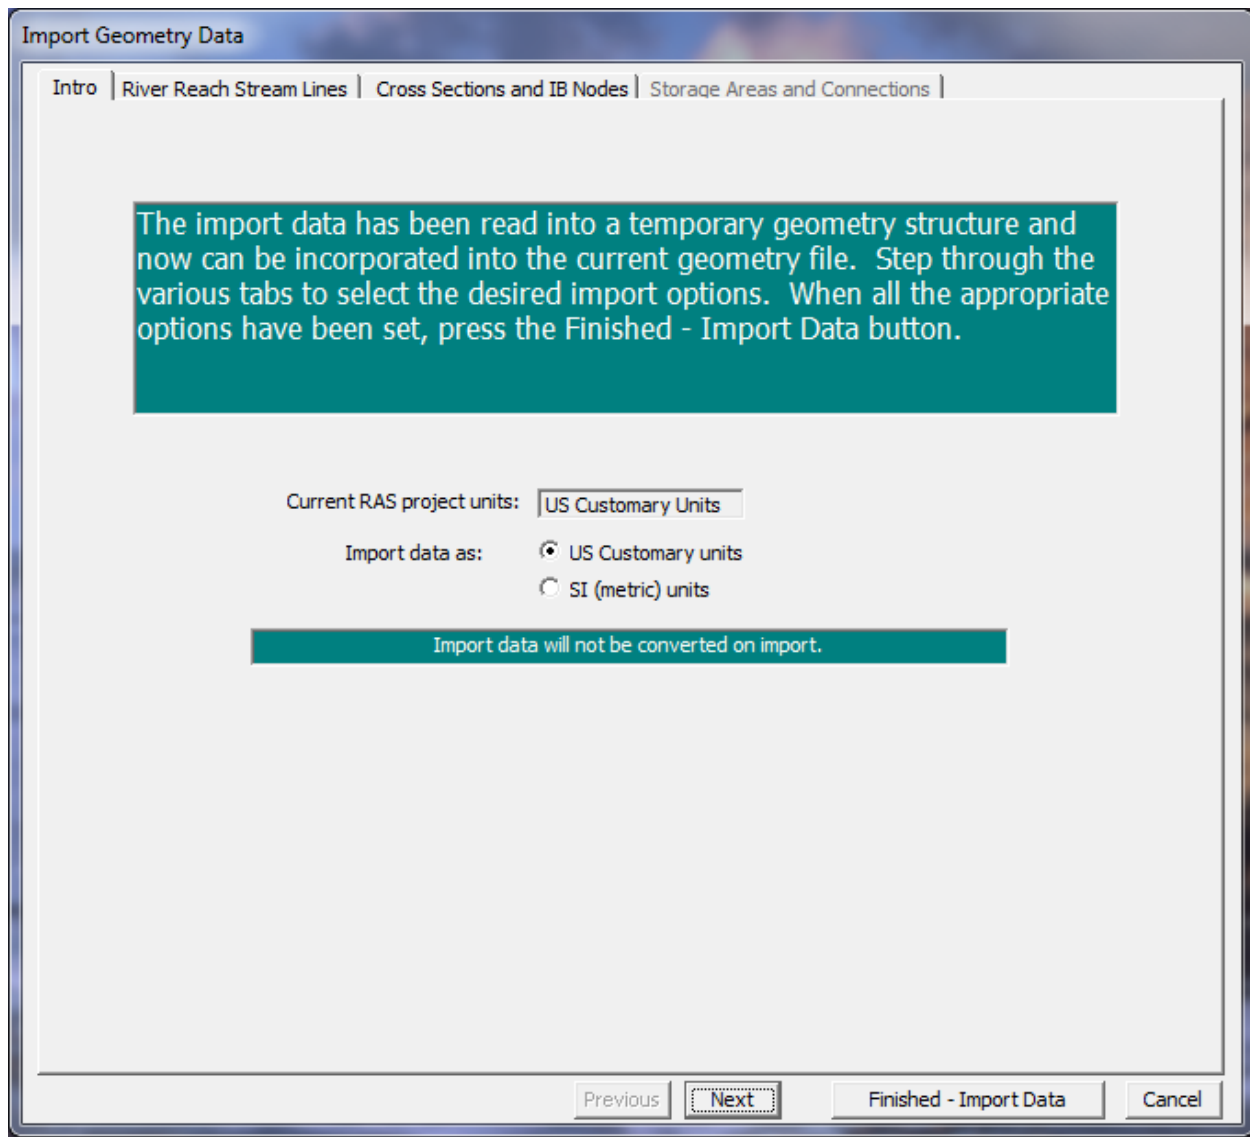 Import Geometry Data
Intro River Reach Stream Lines Cross Sections and IB Nodes Storage Areas and Connections
The import data has been read into a temporary geometry structure and
now can be incorporated into the current geometry file.  Step through the
various tabs to select the desired import options.  When all the appropriate
options have been set, press the Finished - Import Data button.
Current RAS project units: US Customary Units
Import data as: US Customary units
SI (metric) units
Import data will not be converted on import.
Previous Next Finished - Import Data Cancel